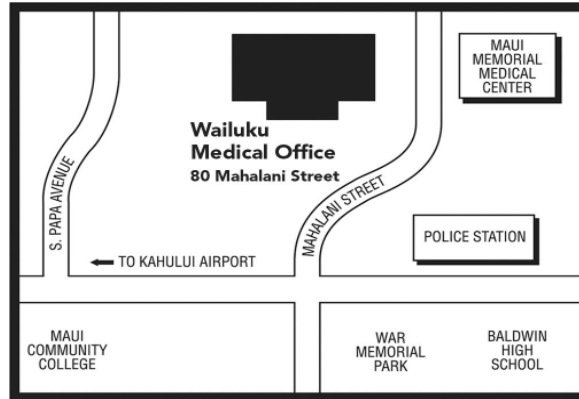 MAUI
MEMORIAL
MEDICAL
CENTER
Wailuku
Medical Office
80 Mahalani Street
S. PAPA AVENUE
MAHALANI STREET
POLICE STATION
TO KAHULUI AIRPORT
MAUI
COMMUNITY
COLLEGE
WAR
MEMORIAL
PARK
BALDWIN
HIGH
SCHOOL